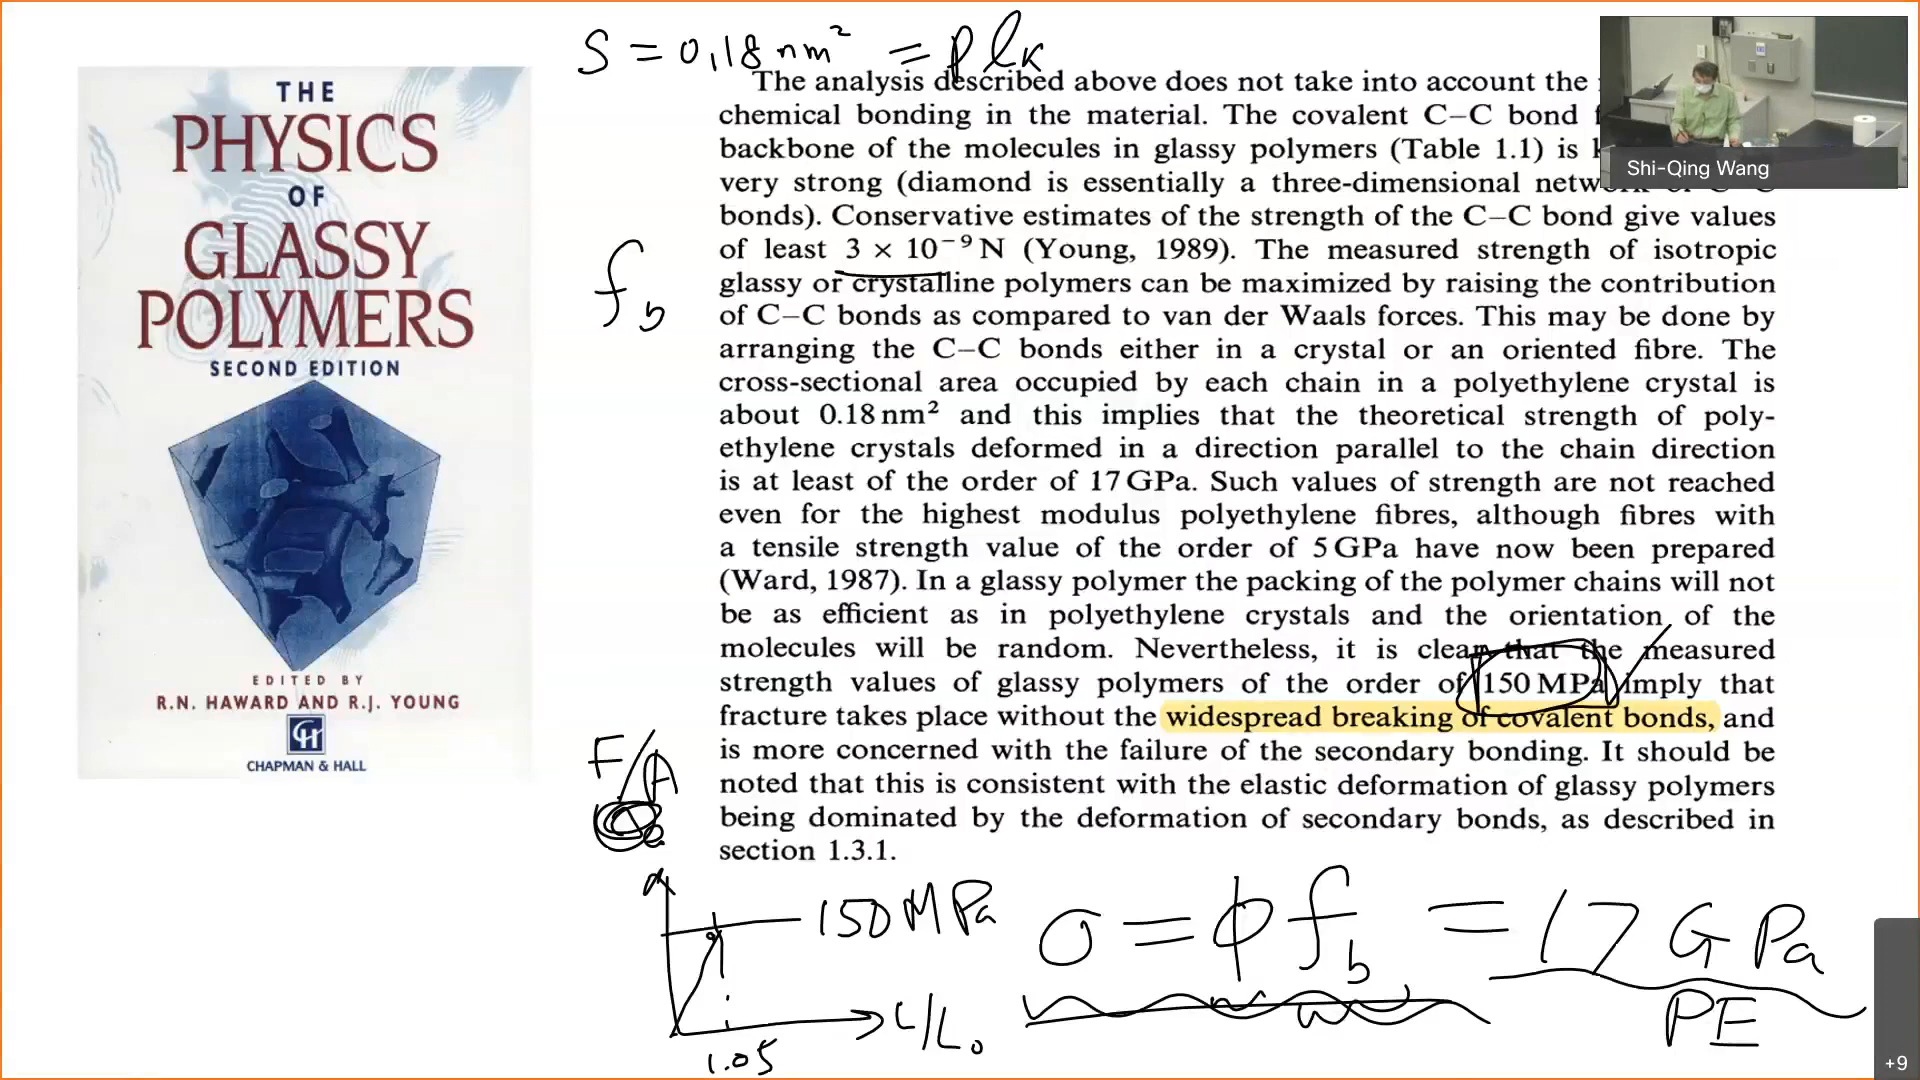 S = 0.18 nm² = p lK
THE
PHYSICS
OF
GLASSY
POLYMERS
SECOND EDITION
EDITED BY
R.N. HAWARD AND R.J. YOUNG
CH
CHAPMAN & HALL
The analysis described above does not take into account the
chemical bonding in the material. The covalent C–C bond
backbone of the molecules in glassy polymers (Table 1.1) is
very strong (diamond is essentially a three-dimensional
bonds). Conservative estimates of the strength of the C–C bond give values
of least 3 × 10⁻⁹ N (Young, 1989). The measured strength of isotropic
glassy or crystalline polymers can be maximized by raising the contribution
of C–C bonds as compared to van der Waals forces. This may be done by
arranging the C–C bonds either in a crystal or an oriented fibre. The
cross-sectional area occupied by each chain in a polyethylene crystal is
about 0.18 nm² and this implies that the theoretical strength of poly-
ethylene crystals deformed in a direction parallel to the chain direction
is at least of the order of 17 GPa. Such values of strength are not reached
even for the highest modulus polyethylene fibres, although fibres with
a tensile strength value of the order of 5 GPa have now been prepared
(Ward, 1987). In a glassy polymer the packing of the polymer chains will not
be as efficient as in polyethylene crystals and the orientation of the
molecules will be random. Nevertheless, it is clear that the measured
strength values of glassy polymers of the order of 150 MPa imply that
fracture takes place without the widespread breaking of covalent bonds, and
is more concerned with the failure of the secondary bonding. It should be
noted that this is consistent with the elastic deformation of glassy polymers
being dominated by the deformation of secondary bonds, as described in
section 1.3.1.
Shi-Qing Wang
fb
F/A
150 MPa
L/L₀
1.05
σ = ϕ fb = 17 GPa
PE
+9